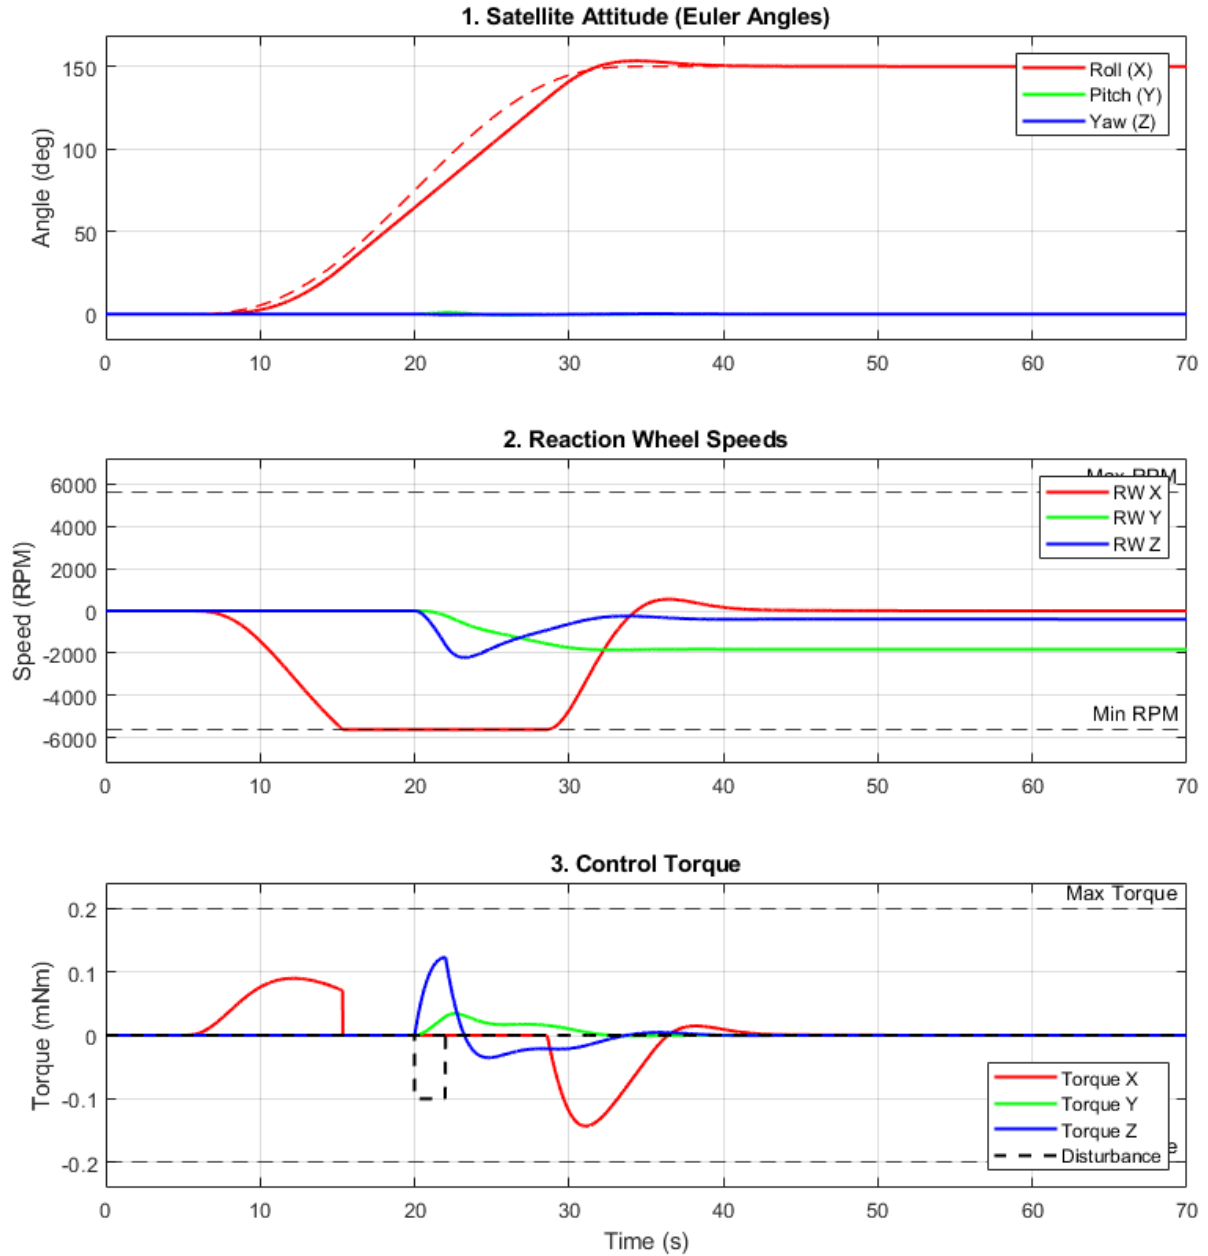 1. Satellite Attitude (Euler Angles)
150
100
50
0
Angle (deg)
Roll (X)
Pitch (Y)
Yaw (Z)
0 10 20 30 40 50 60 70
2. Reaction Wheel Speeds
6000
4000
2000
0
-2000
-4000
-6000
Speed (RPM)
Max RPM
RW X
RW Y
RW Z
Min RPM
0 10 20 30 40 50 60 70
3. Control Torque
0.2
0.1
0
-0.1
-0.2
Torque (mNm)
Max Torque
Torque X
Torque Y
Torque Z
Disturbance
0 10 20 30 40 50 60 70
Time (s)